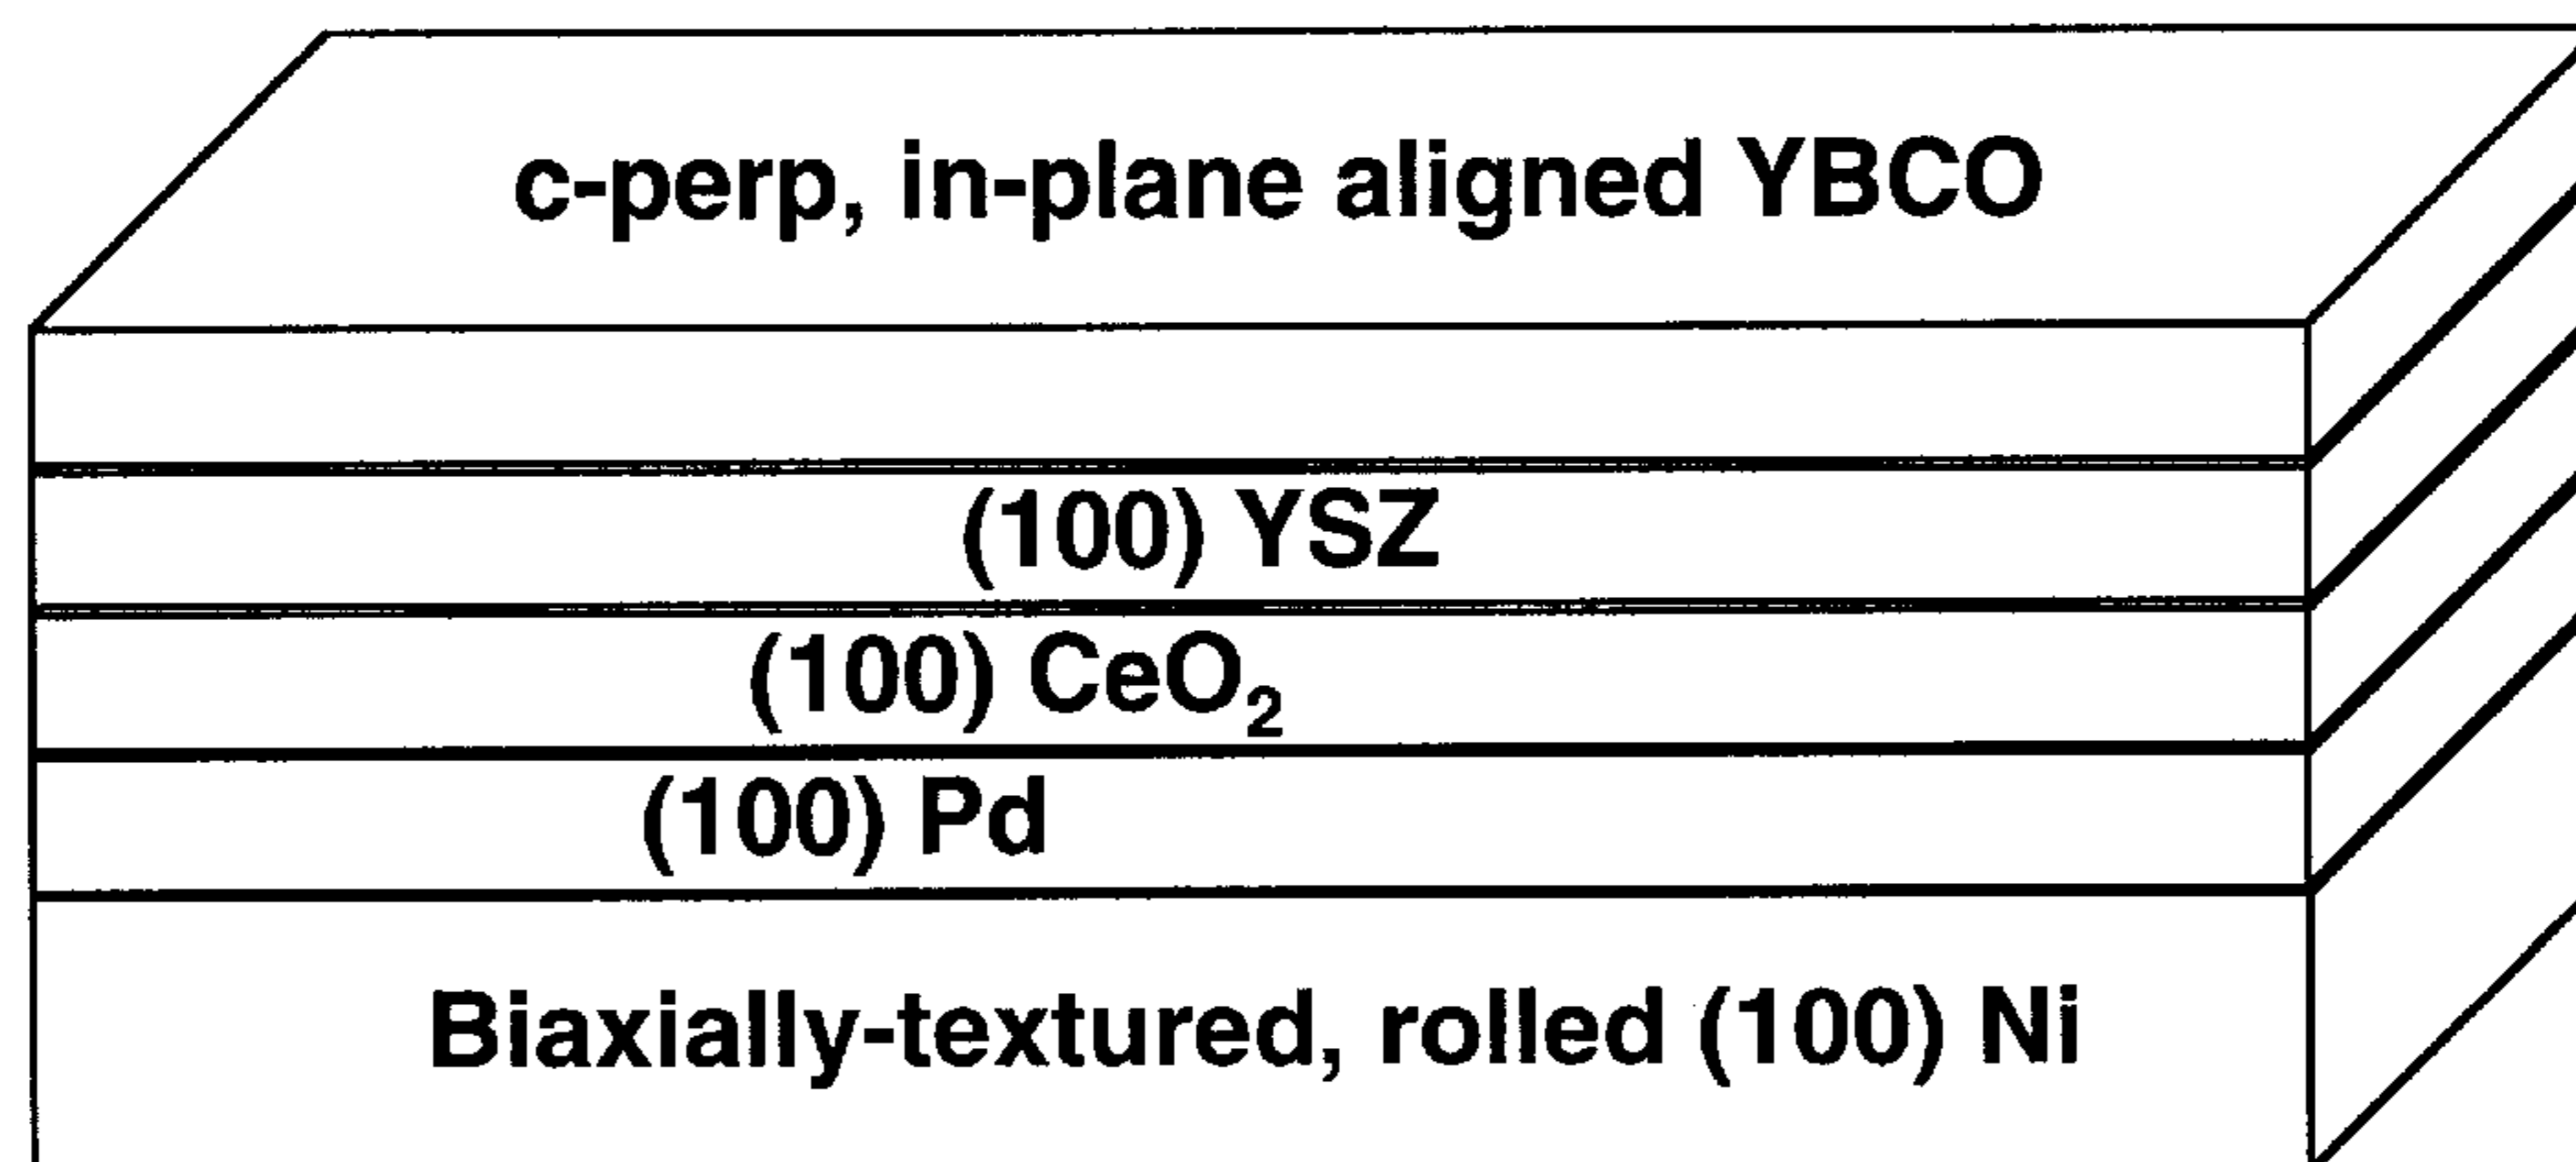 c-perp, in-plane aligned YBCO
(100) YSZ
(100) CeO₂
(100) Pd
Biaxially-textured, rolled (100) Ni